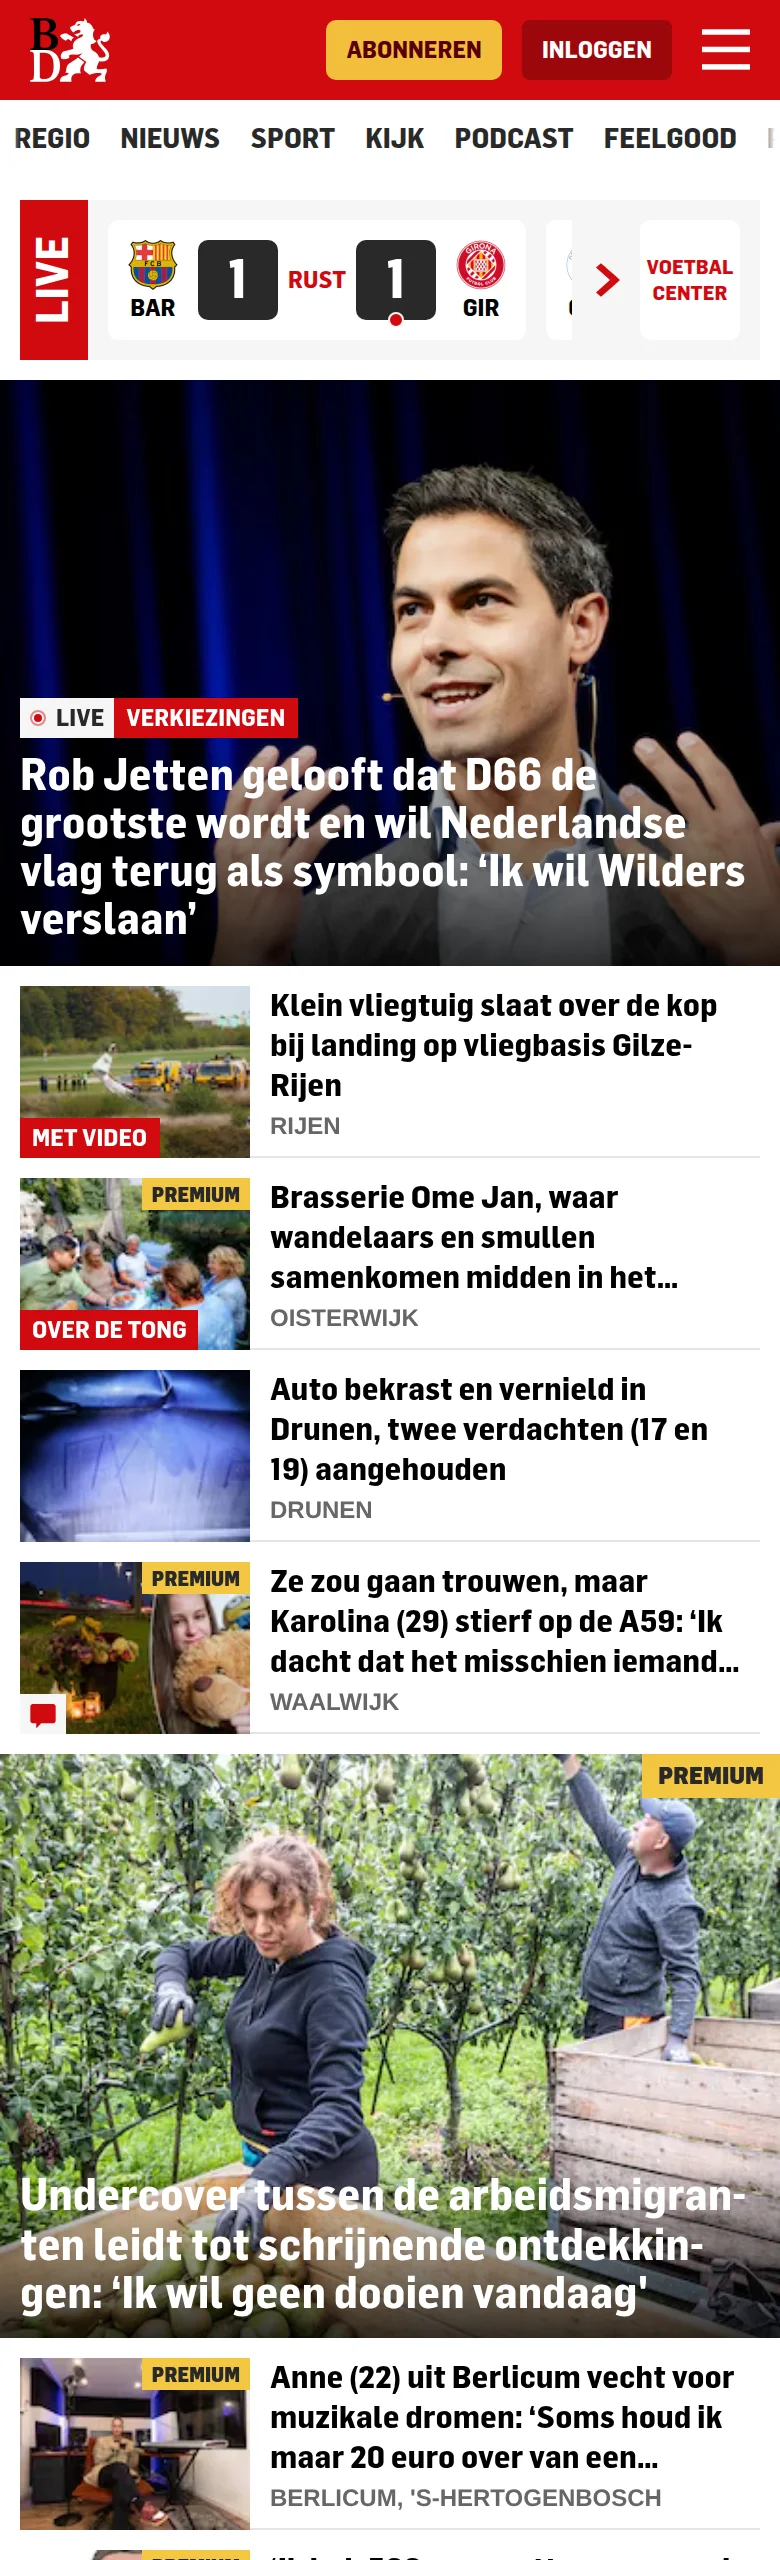 BD
ABONNEREN
INLOGGEN
REGIO NIEUWS SPORT KIJK PODCAST FEELGOOD
LIVE
BAR
1
RUST
1
GIR
VOETBAL
CENTER
LIVE VERKIEZINGEN
Rob Jetten gelooft dat D66 de
grootste wordt en wil Nederlandse
vlag terug als symbool: ‘Ik wil Wilders
verslaan’
MET VIDEO
Klein vliegtuig slaat over de kop
bij landing op vliegbasis Gilze-
Rijen
RIJEN
PREMIUM
OVER DE TONG
Brasserie Ome Jan, waar
wandelaars en smullen
samenkomen midden in het...
OISTERWIJK
Auto bekrast en vernield in
Drunen, twee verdachten (17 en
19) aangehouden
DRUNEN
PREMIUM
Ze zou gaan trouwen, maar
Karolina (29) stierf op de A59: ‘Ik
dacht dat het misschien iemand...
WAALWIJK
PREMIUM
Undercover tussen de arbeidsmigran-
ten leidt tot schrijnende ontdekkin-
gen: ‘Ik wil geen dooien vandaag'
PREMIUM
Anne (22) uit Berlicum vecht voor
muzikale dromen: ‘Soms houd ik
maar 20 euro over van een...
BERLICUM, 'S-HERTOGENBOSCH